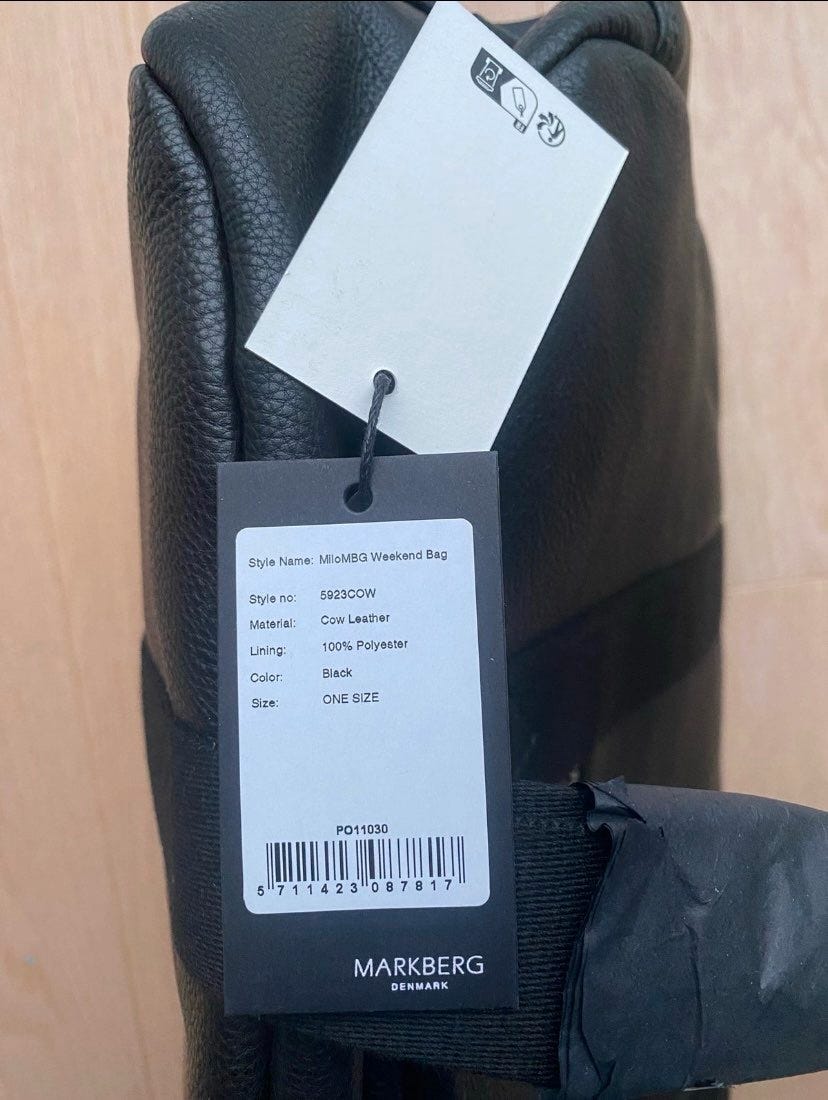 Style Name: MiloMBG Weekend Bag
Style no: 5923COW
Material: Cow Leather
Lining: 100% Polyester
Color: Black
Size: ONE SIZE
PO11030
5 711423 087817
MARKBERG
DENMARK